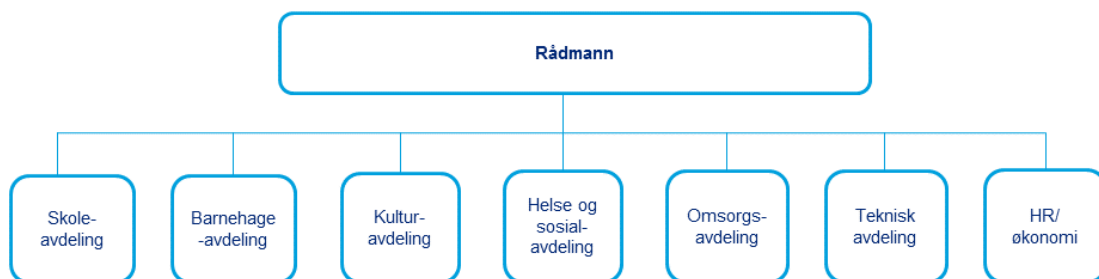 Rådmann
Skole-
avdeling
Barnehage
-avdeling
Kultur-
avdeling
Helse og
sosial-
avdeling
Omsorgs-
avdeling
Teknisk
avdeling
HR/
økonomi